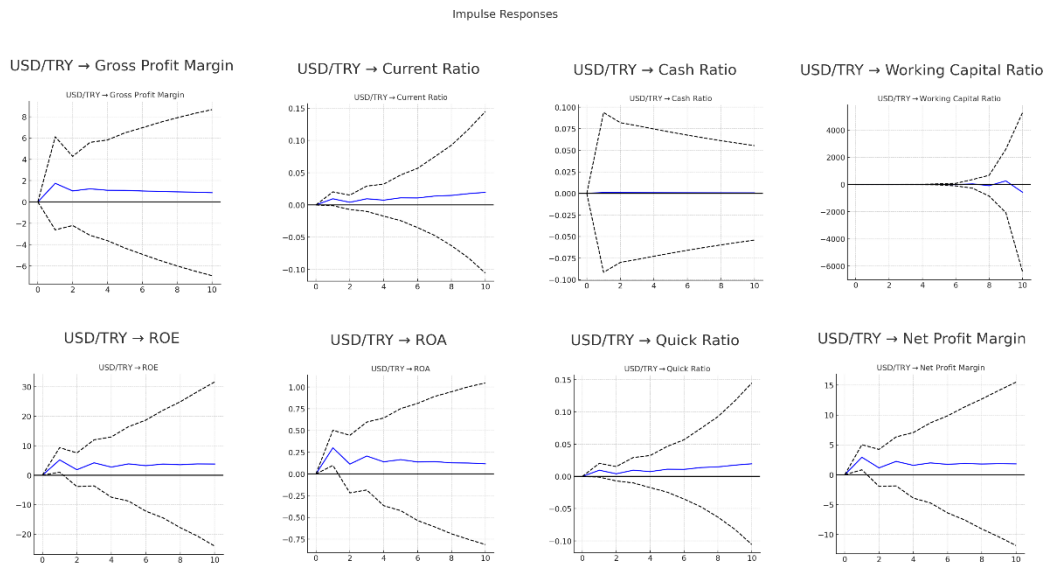 Impulse Responses
USD/TRY → Gross Profit Margin
USD/TRY → Current Ratio
USD/TRY → Cash Ratio
USD/TRY → Working Capital Ratio
USD/TRY→Gross Profit Margin
8
6
4
2
0
−2
−4
−6
0 2 4 6 8 10
USD/TRY→Current Ratio
0.15
0.10
0.05
0.00
−0.05
−0.10
0 2 4 6 8 10
USD/TRY→Cash Ratio
0.100
0.075
0.050
0.025
0.000
−0.025
−0.050
−0.075
−0.100
0 2 4 6 8 10
USD/TRY→Working Capital Ratio
4000
2000
0
−2000
−4000
−6000
0 2 4 6 8 10
USD/TRY → ROE
USD/TRY → ROA
USD/TRY → Quick Ratio
USD/TRY → Net Profit Margin
USD/TRY→ROE
30
20
10
0
−10
−20
0 2 4 6 8 10
USD/TRY→ROA
1.00
0.75
0.50
0.25
0.00
−0.25
−0.50
−0.75
0 2 4 6 8 10
USD/TRY→Quick Ratio
0.15
0.10
0.05
0.00
−0.05
−0.10
0 2 4 6 8 10
USD/TRY→Net Profit Margin
15
10
5
0
−5
−10
0 2 4 6 8 10